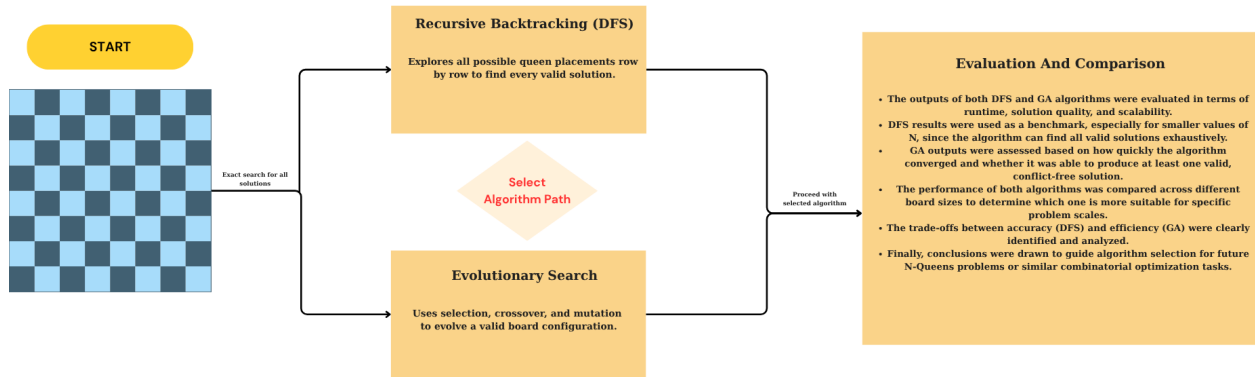 START
Exact search for all
solutions
Recursive Backtracking (DFS)
Explores all possible queen placements row
by row to find every valid solution.
Select
Algorithm Path
Evolutionary Search
Uses selection, crossover, and mutation
to evolve a valid board configuration.
Proceed with
selected algorithm
Evaluation And Comparison
• The outputs of both DFS and GA algorithms were evaluated in terms of
runtime, solution quality, and scalability.
• DFS results were used as a benchmark, especially for smaller values of
N, since the algorithm can find all valid solutions exhaustively.
• GA outputs were assessed based on how quickly the algorithm
converged and whether it was able to produce at least one valid,
conflict-free solution.
• The performance of both algorithms was compared across different
board sizes to determine which one is more suitable for specific
problem scales.
• The trade-offs between accuracy (DFS) and efficiency (GA) were clearly
identified and analyzed.
• Finally, conclusions were drawn to guide algorithm selection for future
N-Queens problems or similar combinatorial optimization tasks.